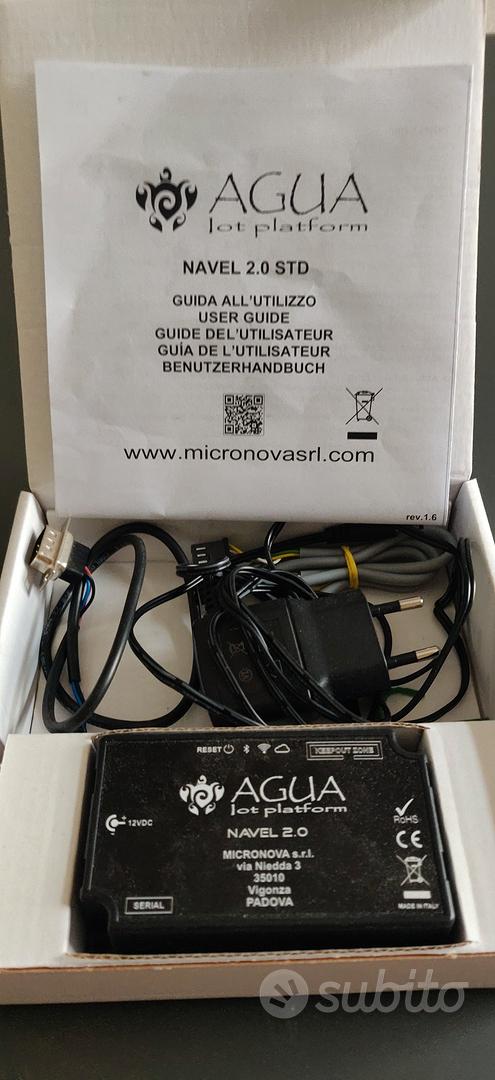 AGUA
Iot platform
NAVEL 2.0 STD
GUIDA ALL'UTILIZZO
USER GUIDE
GUIDE DEL'UTILISATEUR
GUÍA DE L'UTILISATEUR
BENUTZERHANDBUCH
www.micronovasrl.com
rev.1.6
RESET
KEEPOUT ZONE
AGUA
Iot platform
12VDC
NAVEL 2.0
RoHS
CE
MICRONOVA s.r.l.
via Niedda 3
35010
Vigonza
PADOVA
SERIAL
MADE IN ITALY
subito